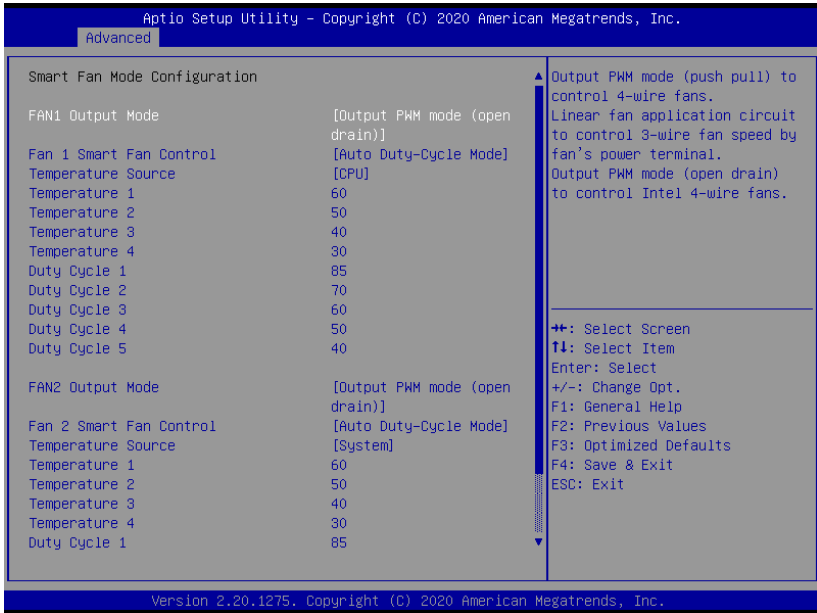 Aptio Setup Utility – Copyright (C) 2020 American Megatrends, Inc.
Advanced
Smart Fan Mode Configuration
FAN1 Output Mode [Output PWM mode (open
drain)]
Fan 1 Smart Fan Control [Auto Duty-Cycle Mode]
Temperature Source [CPU]
Temperature 1 60
Temperature 2 50
Temperature 3 40
Temperature 4 30
Duty Cycle 1 85
Duty Cycle 2 70
Duty Cycle 3 60
Duty Cycle 4 50
Duty Cycle 5 40
FAN2 Output Mode [Output PWM mode (open
drain)]
Fan 2 Smart Fan Control [Auto Duty-Cycle Mode]
Temperature Source [System]
Temperature 1 60
Temperature 2 50
Temperature 3 40
Temperature 4 30
Duty Cycle 1 85
Output PWM mode (push pull) to
control 4-wire fans.
Linear fan application circuit
to control 3-wire fan speed by
fan's power terminal.
Output PWM mode (open drain)
to control Intel 4-wire fans.
→←: Select Screen
↑↓: Select Item
Enter: Select
+/-: Change Opt.
F1: General Help
F2: Previous Values
F3: Optimized Defaults
F4: Save & Exit
ESC: Exit
Version 2.20.1275. Copyright (C) 2020 American Megatrends, Inc.